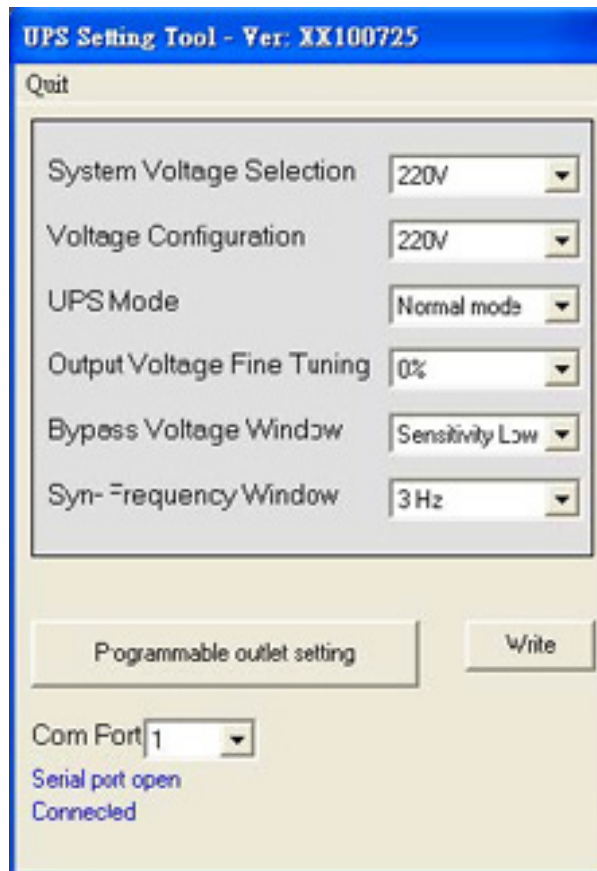 UPS Setting Tool - Ver: XX100725
Quit
System Voltage Selection 220V
Voltage Configuration 220V
UPS Mode Normal mode
Output Voltage Fine Tuning 0%
Bypass Voltage Window Sensitivity Low
Syn-Frequency Window 3 Hz
Programmable outlet setting Write
Com Port 1
Serial port open
Connected